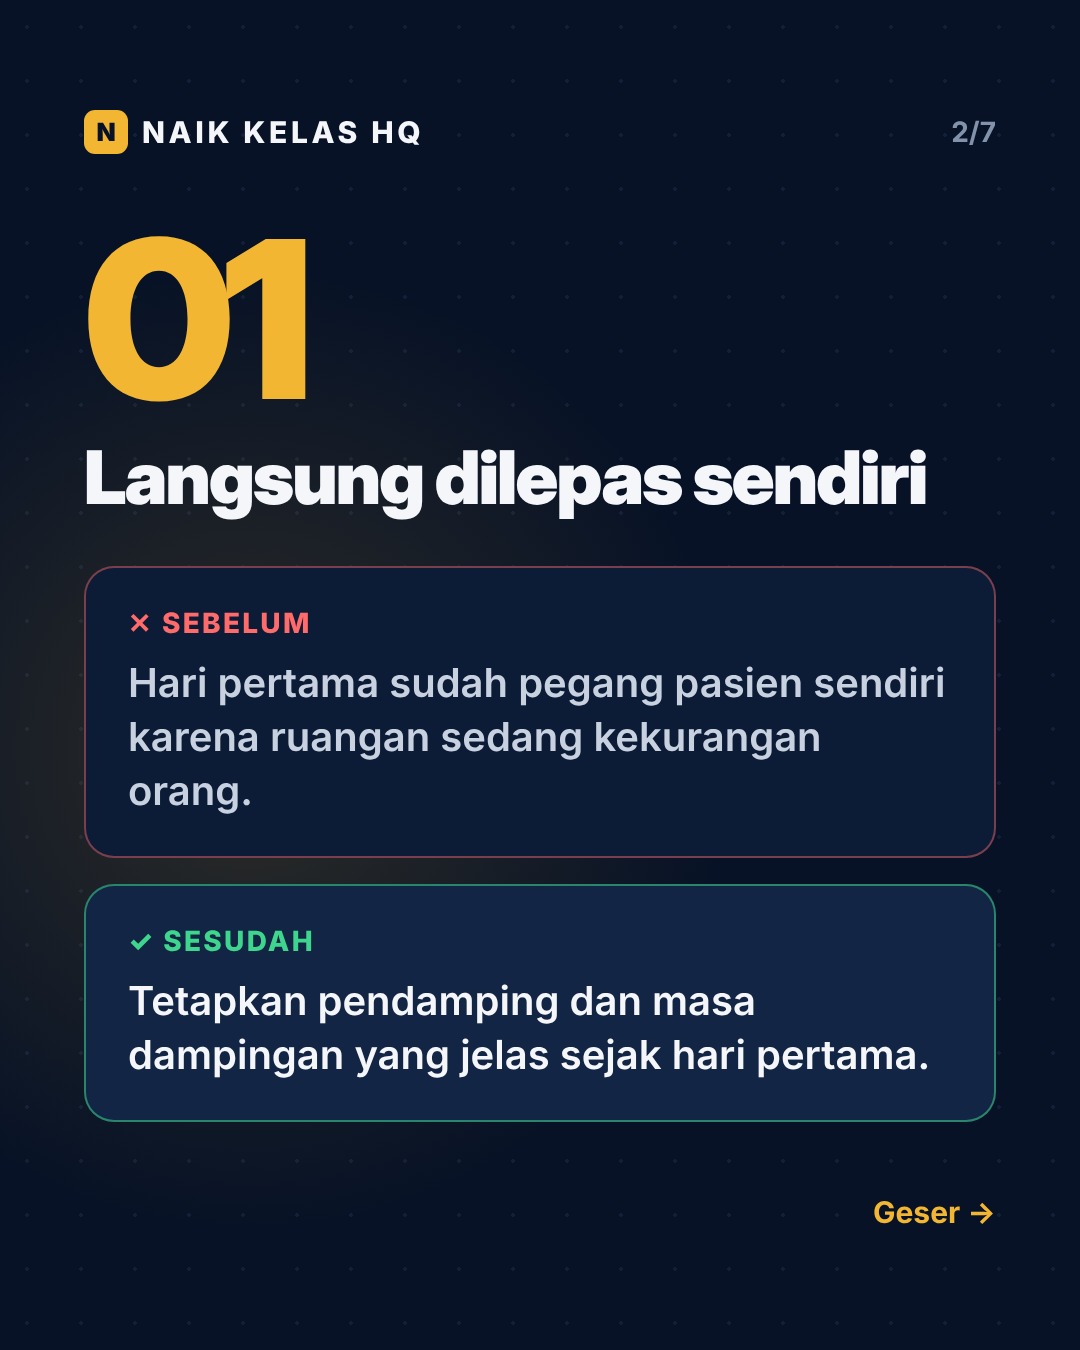 N NAIK KELAS HQ
2/7
01
Langsung dilepas sendiri
✕ SEBELUM
Hari pertama sudah pegang pasien sendiri
karena ruangan sedang kekurangan
orang.
✓ SESUDAH
Tetapkan pendamping dan masa
dampingan yang jelas sejak hari pertama.
Geser →